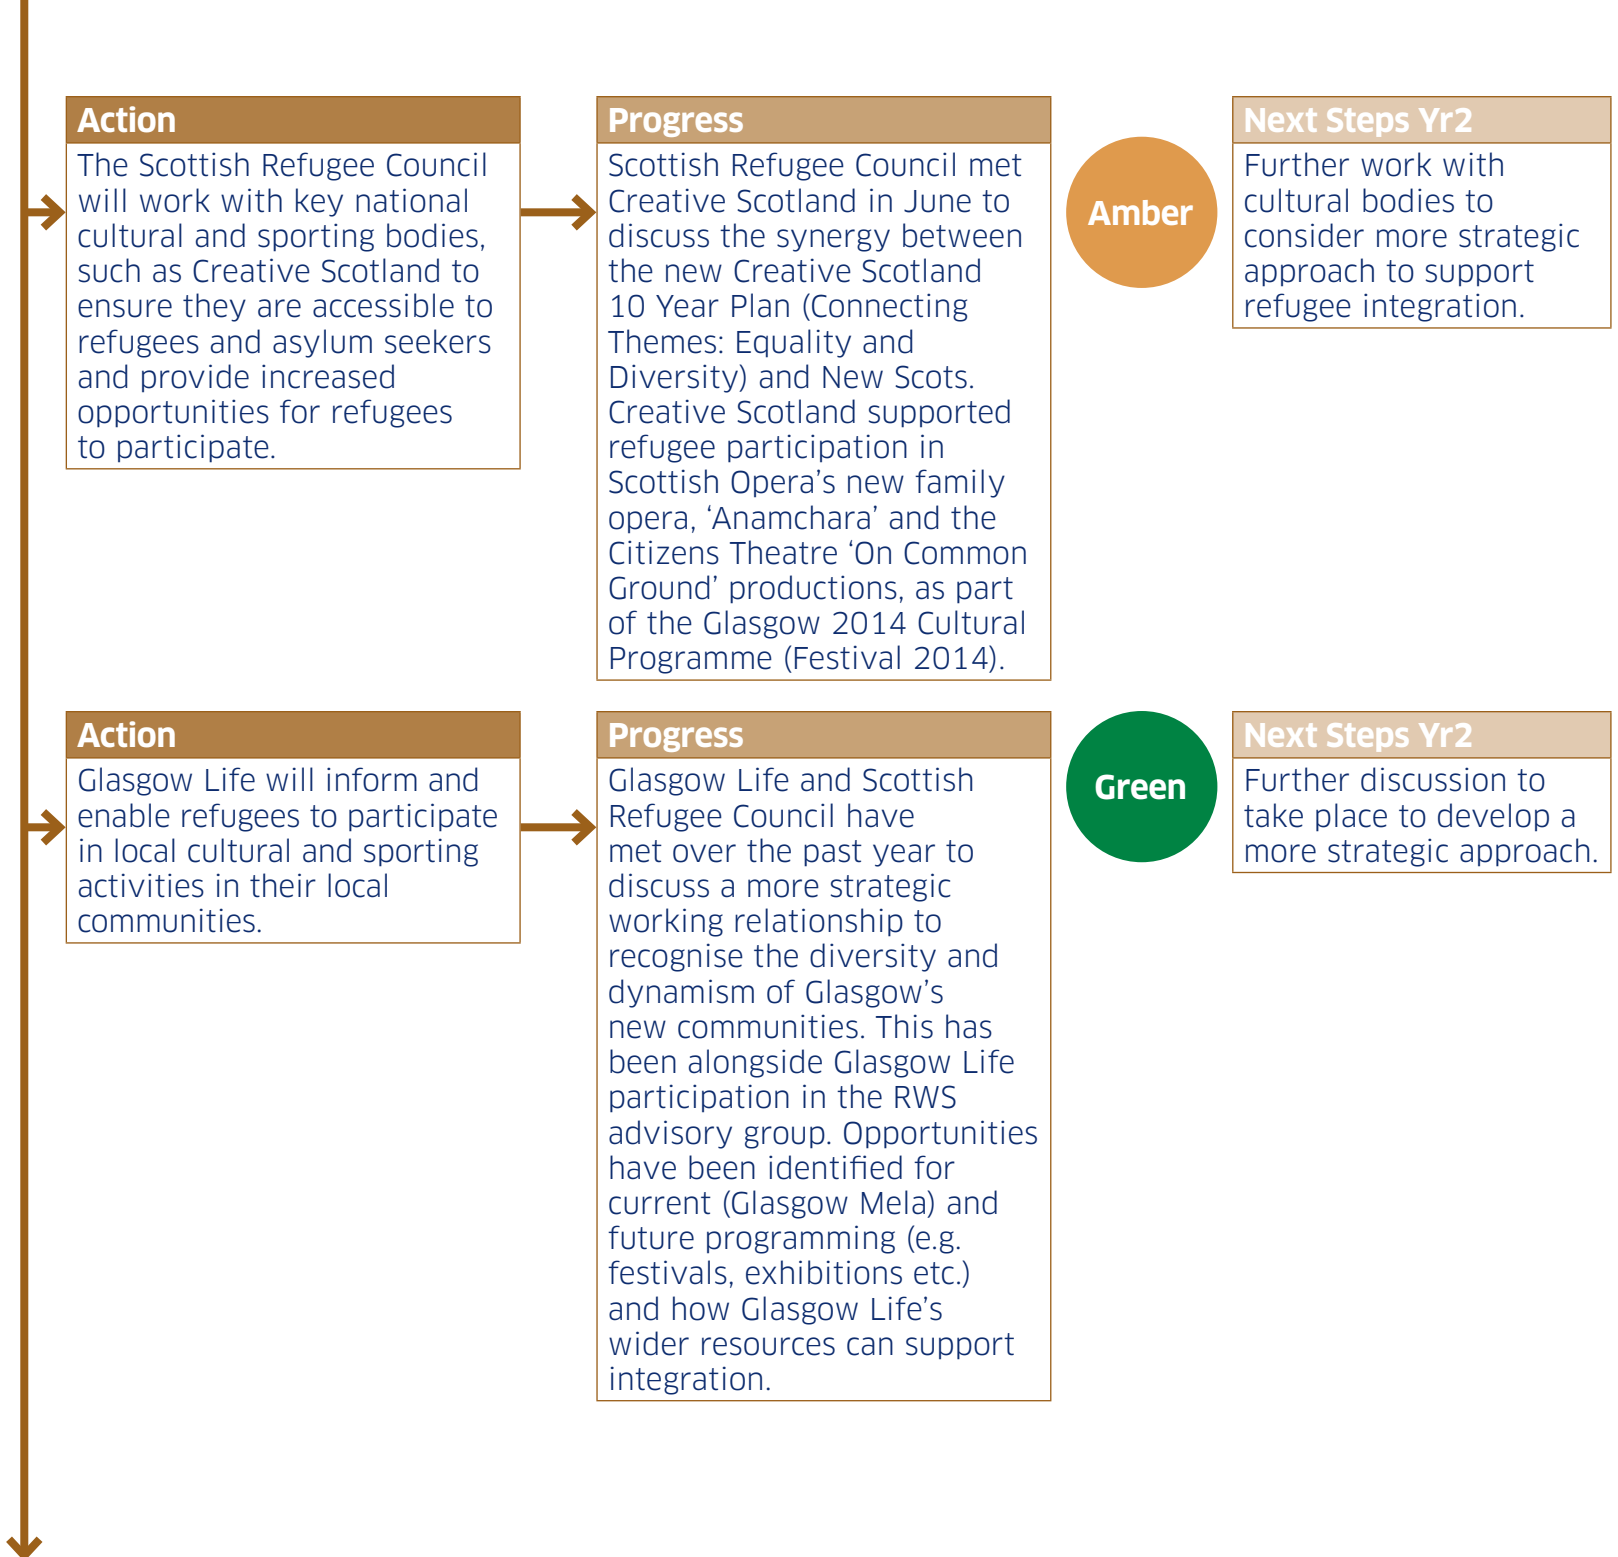 Action
The Scottish Refugee Council
will work with key national
cultural and sporting bodies,
such as Creative Scotland to
ensure they are accessible to
refugees and asylum seekers
and provide increased
opportunities for refugees
to participate.
Progress
Scottish Refugee Council met
Creative Scotland in June to
discuss the synergy between
the new Creative Scotland
10 Year Plan (Connecting
Themes: Equality and
Diversity) and New Scots.
Creative Scotland supported
refugee participation in
Scottish Opera’s new family
opera, ‘Anamchara’ and the
Citizens Theatre ‘On Common
Ground’ productions, as part
of the Glasgow 2014 Cultural
Programme (Festival 2014).
Amber
Next Steps Yr2
Further work with
cultural bodies to
consider more strategic
approach to support
refugee integration.
Action
Glasgow Life will inform and
enable refugees to participate
in local cultural and sporting
activities in their local
communities.
Progress
Glasgow Life and Scottish
Refugee Council have
met over the past year to
discuss a more strategic
working relationship to
recognise the diversity and
dynamism of Glasgow’s
new communities. This has
been alongside Glasgow Life
participation in the RWS
advisory group. Opportunities
have been identified for
current (Glasgow Mela) and
future programming (e.g.
festivals, exhibitions etc.)
and how Glasgow Life’s
wider resources can support
integration.
Green
Next Steps Yr2
Further discussion to
take place to develop a
more strategic approach.